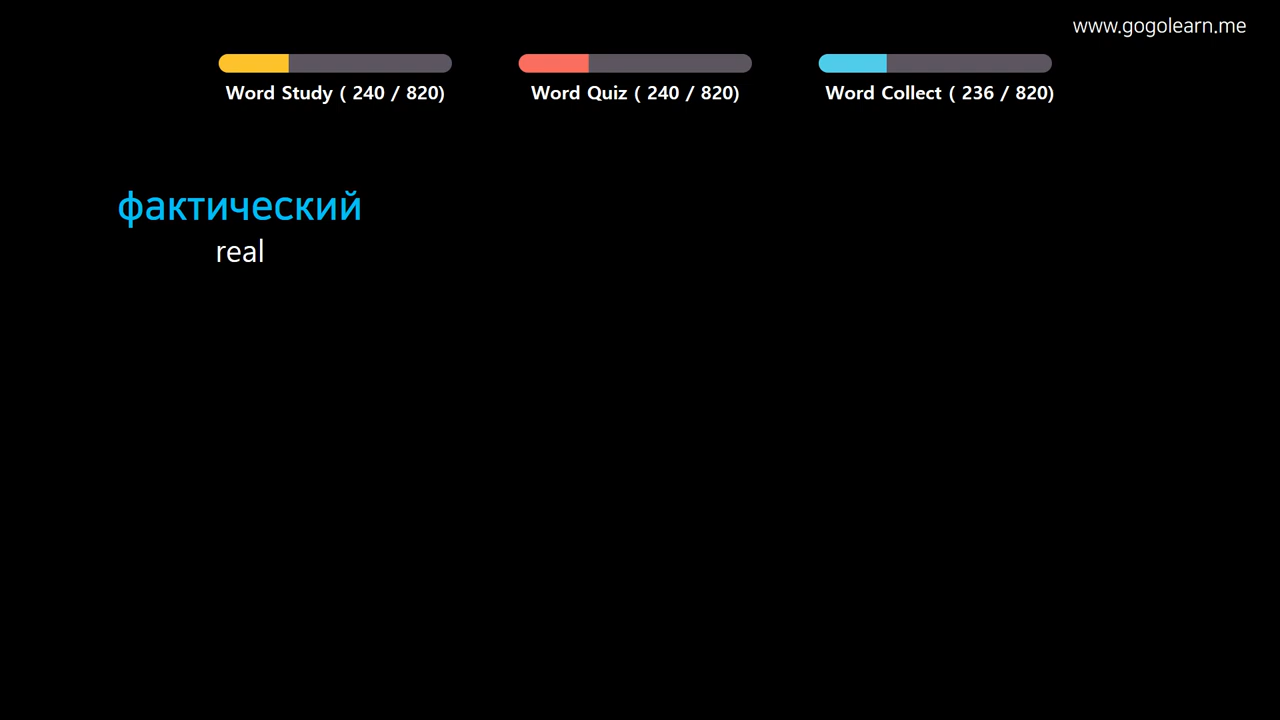 www.gogolearn.me
Word Study ( 240 / 820)
Word Quiz ( 240 / 820)
Word Collect ( 236 / 820)
фактический
real